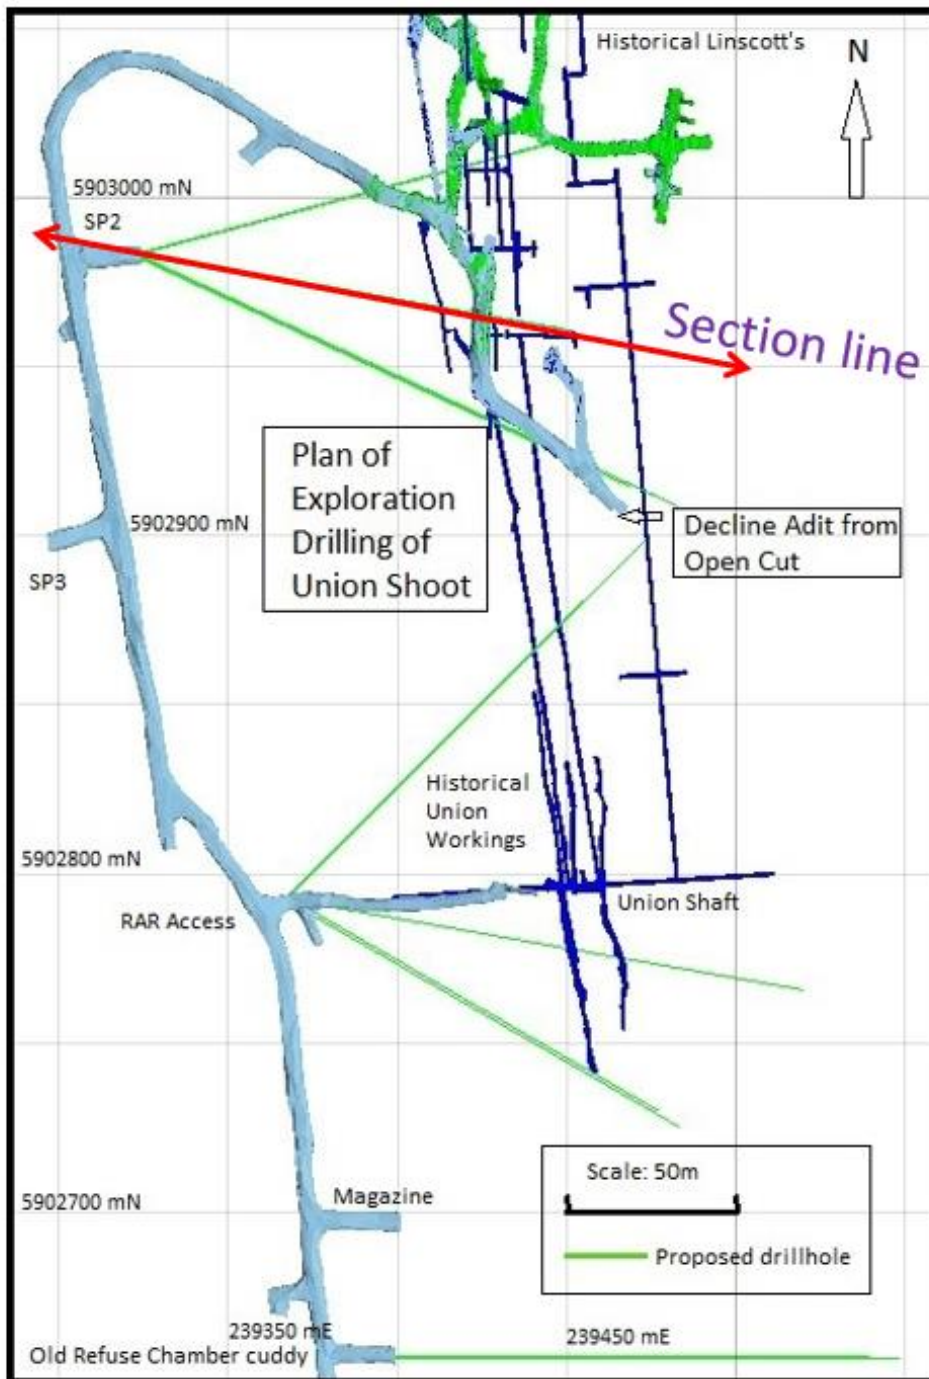 Historical Linscott's
N
5903000 mN
SP2
Section line
Plan of
Exploration
Drilling of
Union Shoot
5902900 mN
Decline Adit from
Open Cut
SP3
Historical
Union
Workings
5902800 mN
Union Shaft
RAR Access
Scale: 50m
Magazine
5902700 mN
Proposed drillhole
239350 mE
239450 mE
Old Refuse Chamber cuddy